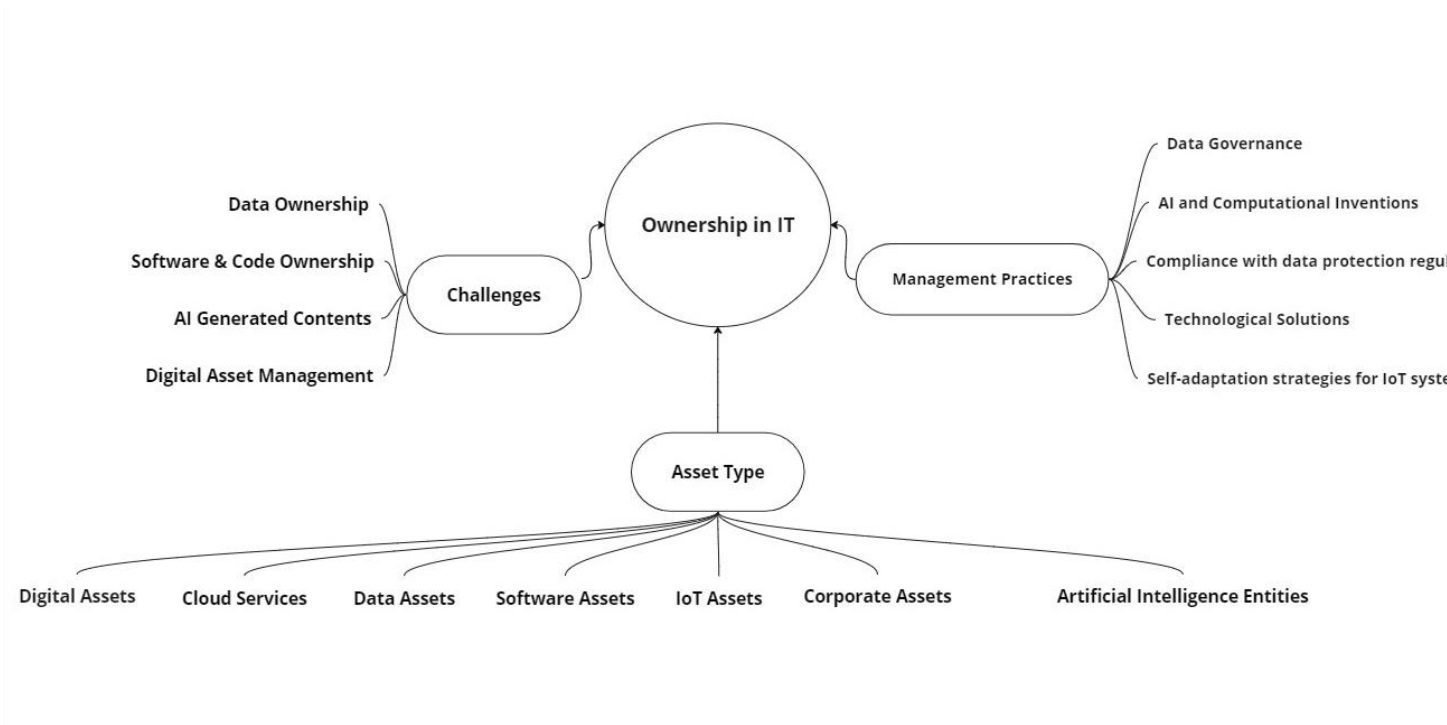 Ownership in IT
Challenges
Data Ownership
Software & Code Ownership
AI Generated Contents
Digital Asset Management
Management Practices
Data Governance
AI and Computational Inventions
Compliance with data protection
Technological Solutions
Self-adaptation strategies for IoT
Asset Type
Digital Assets
Cloud Services
Data Assets
Software Assets
IoT Assets
Corporate Assets
Artificial Intelligence Entities